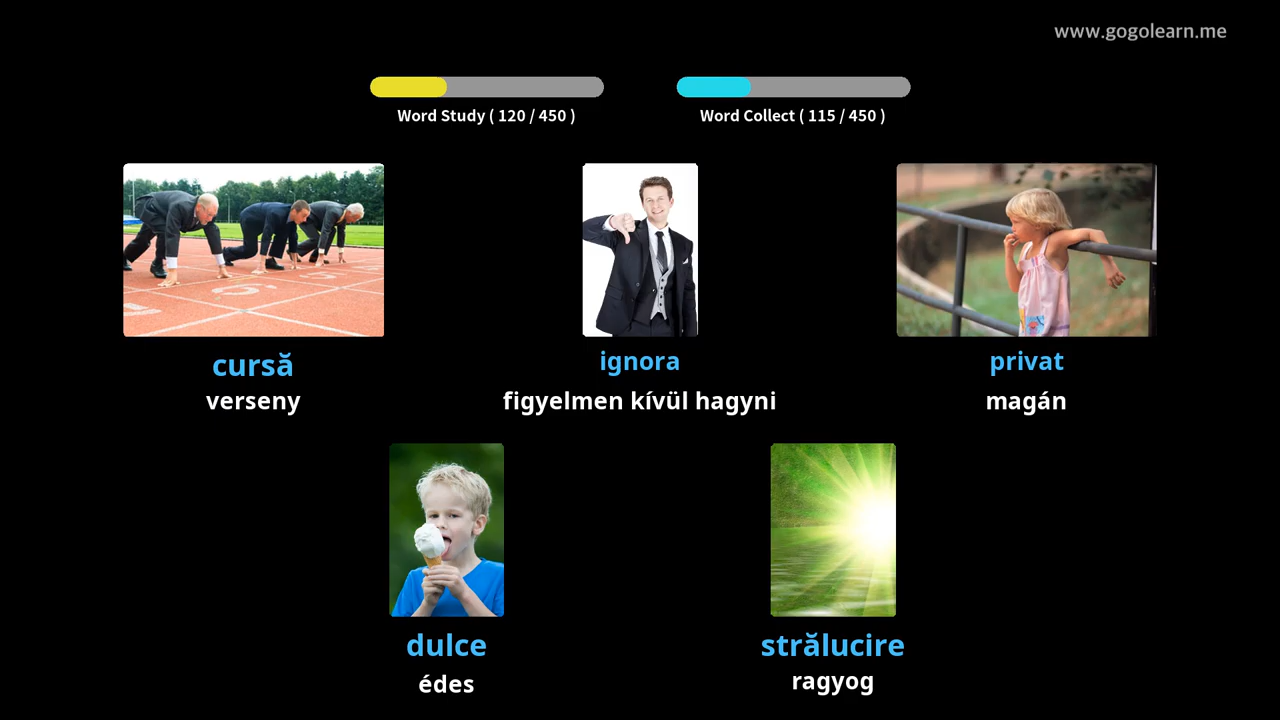 www.gogolearn.me
Word Study ( 120 / 450 )
Word Collect ( 115 / 450 )
cursă
verseny
ignora
figyelmen kívül hagyni
privat
magán
dulce
édes
strălucire
ragyog